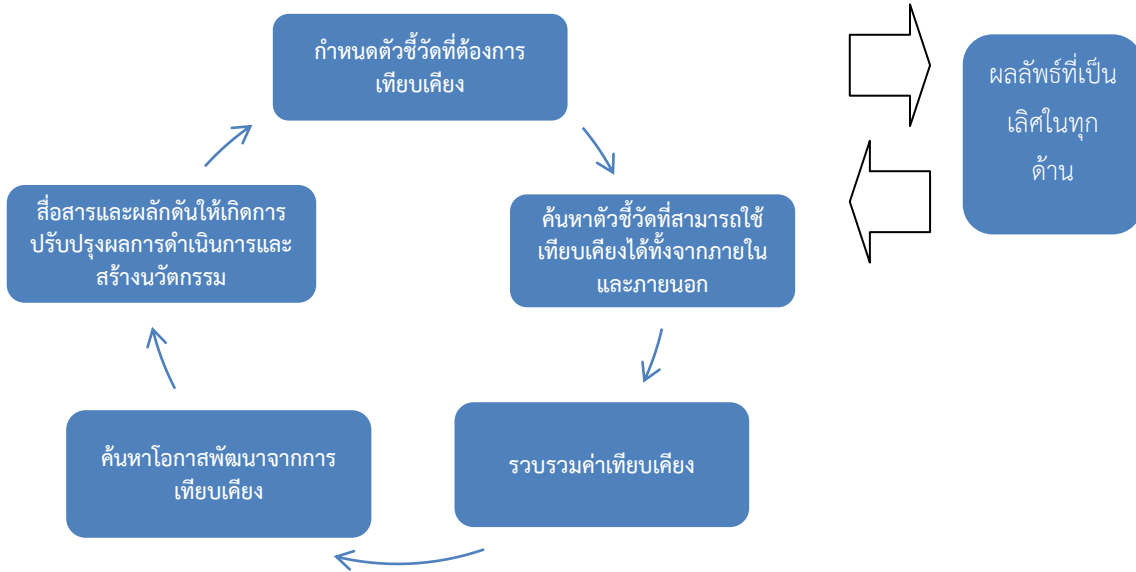 กำหนดตัวชี้วัดที่ต้องการ
เทียบเคียง
ค้นหาตัวชี้วัดที่สามารถใช้
เทียบเคียงได้ทั้งจากภายใน
และภายนอก
รวบรวมค่าเทียบเคียง
ค้นหาโอกาสพัฒนาจากการ
เทียบเคียง
สื่อสารและผลักดันให้เกิดการ
ปรับปรุงผลการดำเนินการและ
สร้างนวัตกรรม
ผลลัพธ์ที่เป็น
เลิศในทุก
ด้าน